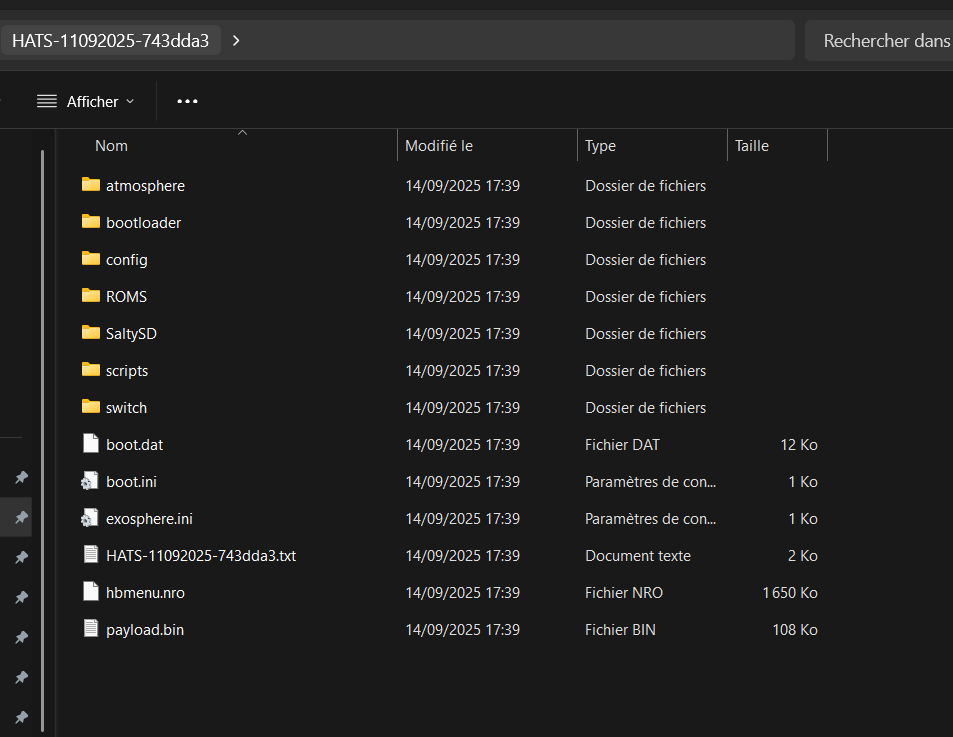 HATS-11092025-743dda3 > Rechercher dans
Afficher
Nom Modifié le Type Taille
atmosphere 14/09/2025 17:39 Dossier de fichiers
bootloader 14/09/2025 17:39 Dossier de fichiers
config 14/09/2025 17:39 Dossier de fichiers
ROMS 14/09/2025 17:39 Dossier de fichiers
SaltySD 14/09/2025 17:39 Dossier de fichiers
scripts 14/09/2025 17:39 Dossier de fichiers
switch 14/09/2025 17:39 Dossier de fichiers
boot.dat 14/09/2025 17:39 Fichier DAT 12 Ko
boot.ini 14/09/2025 17:39 Paramètres de con... 1 Ko
exosphere.ini 14/09/2025 17:39 Paramètres de con... 1 Ko
HATS-11092025-743dda3.txt 14/09/2025 17:39 Document texte 2 Ko
hbmenu.nro 14/09/2025 17:39 Fichier NRO 1 650 Ko
payload.bin 14/09/2025 17:39 Fichier BIN 108 Ko